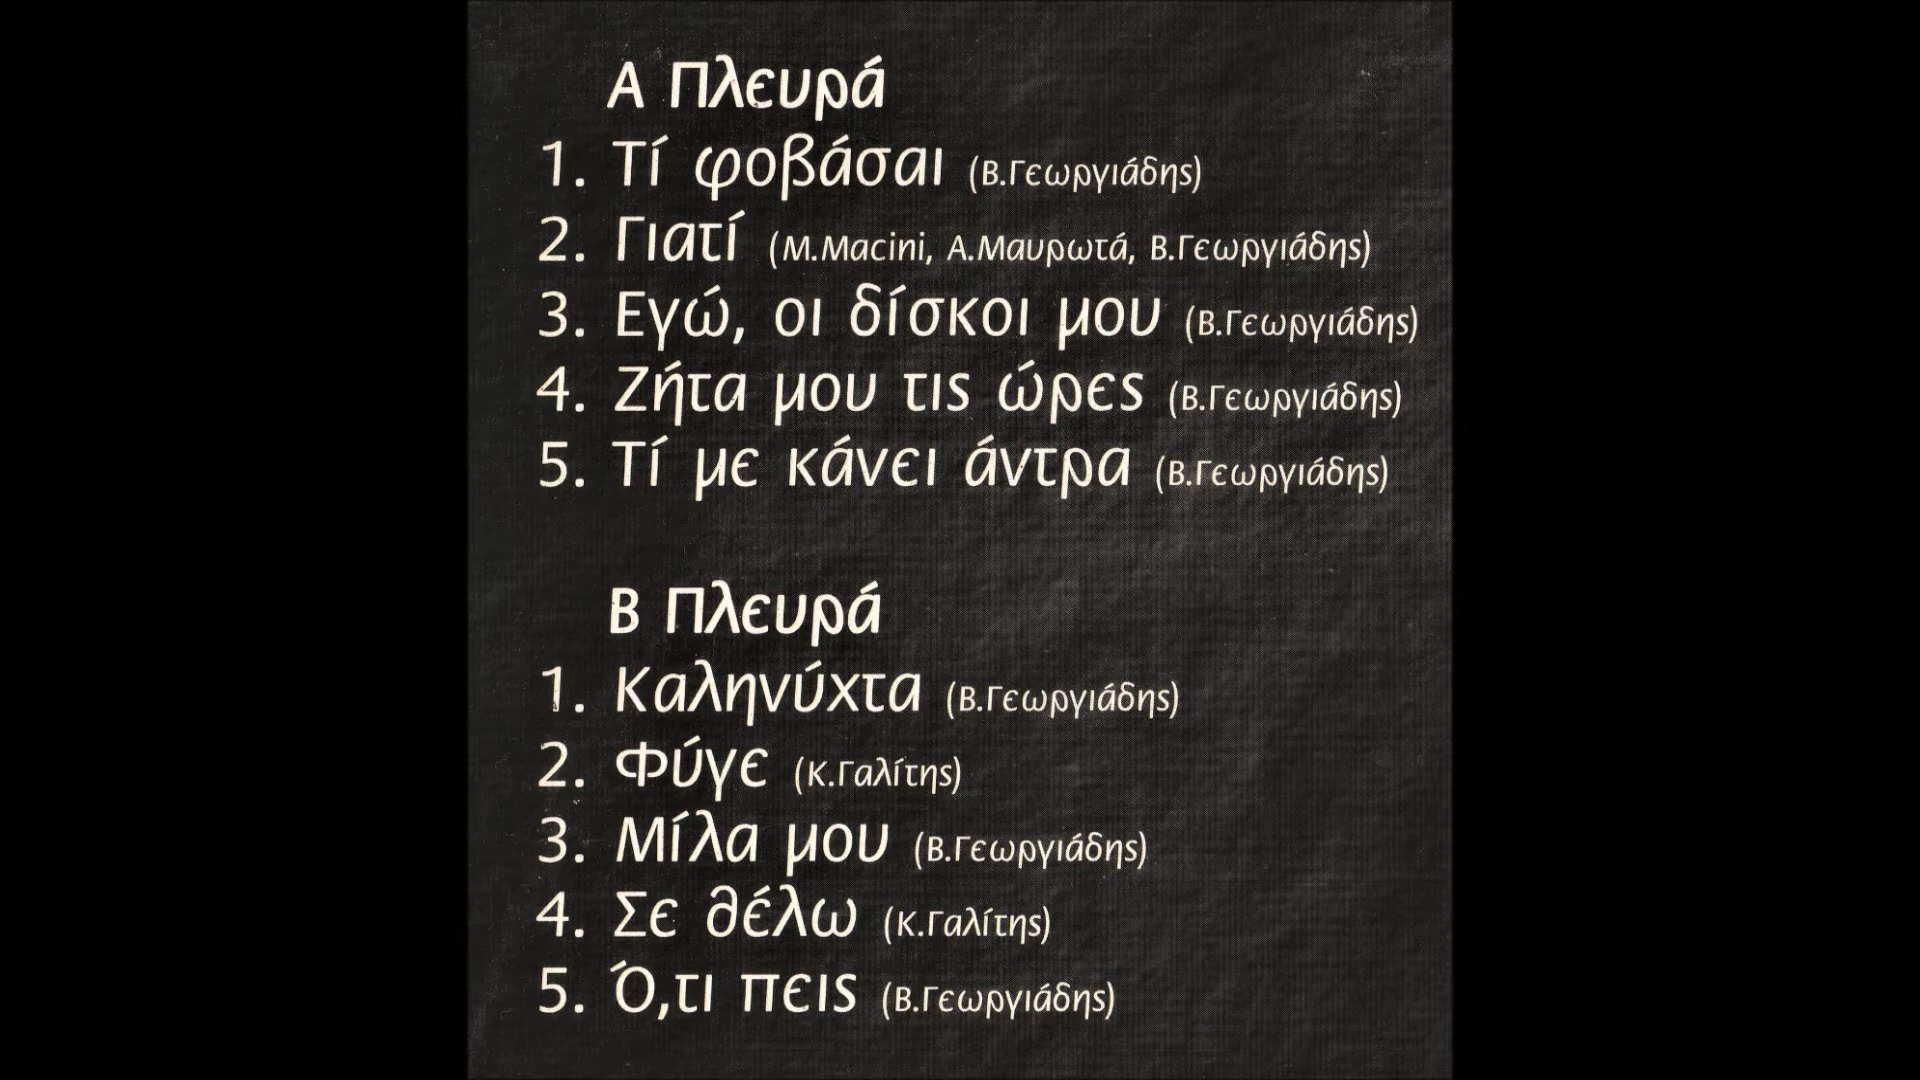 Α Πλευρά
1. Τί φοβάσαι (Β.Γεωργιάδης)
2. Γιατί (M.Macini, Α.Μαυρωτά, Β.Γεωργιάδης)
3. Εγώ, οι δίσκοι μου (Β.Γεωργιάδης)
4. Ζήτα μου τις ώρες (Β.Γεωργιάδης)
5. Τί με κάνει άντρα (Β.Γεωργιάδης)
Β Πλευρά
1. Καληνύχτα (Β.Γεωργιάδης)
2. Φύγε (Κ.Γαλίτης)
3. Μίλα μου (Β.Γεωργιάδης)
4. Σε θέλω (Κ.Γαλίτης)
5. Ό,τι πεις (Β.Γεωργιάδης)